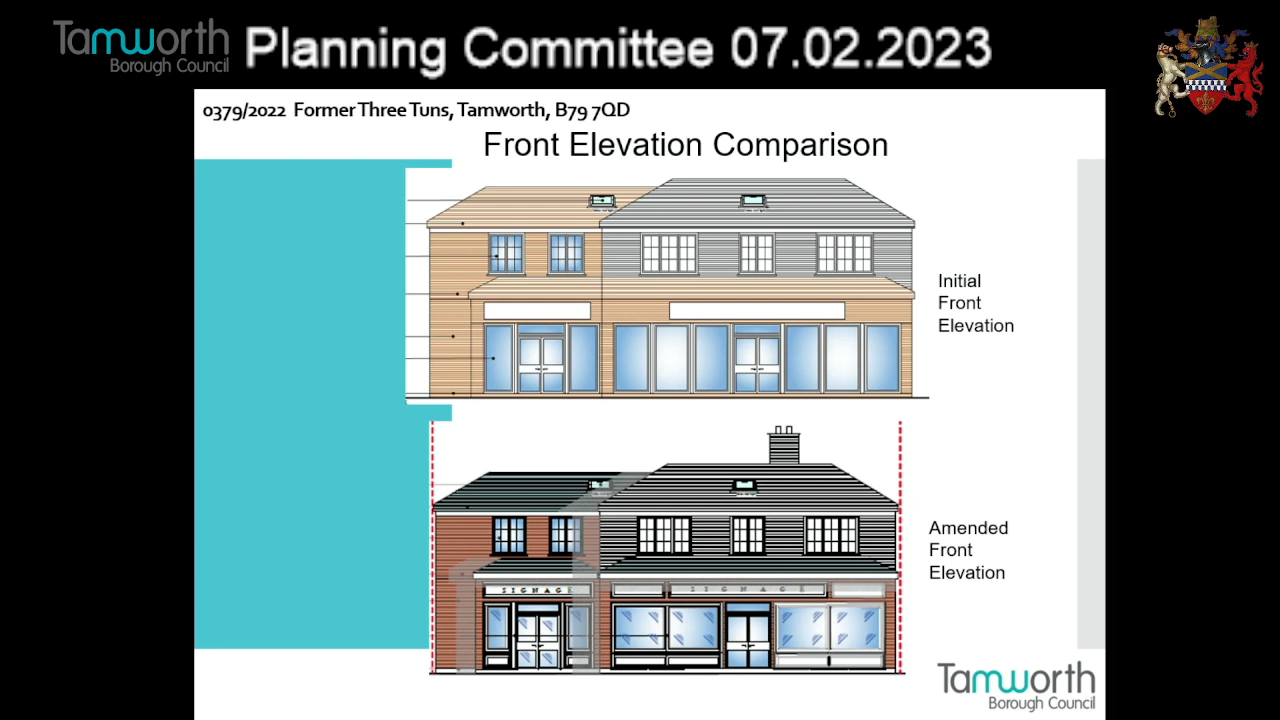 Tamworth
Borough Council
Planning Committee 07.02.2023
0379/2022 Former Three Tuns, Tamworth, B79 7QD
Front Elevation Comparison
Initial
Front
Elevation
Amended
Front
Elevation
SIGNAGE
SIGNAGE
Tamworth
Borough Council